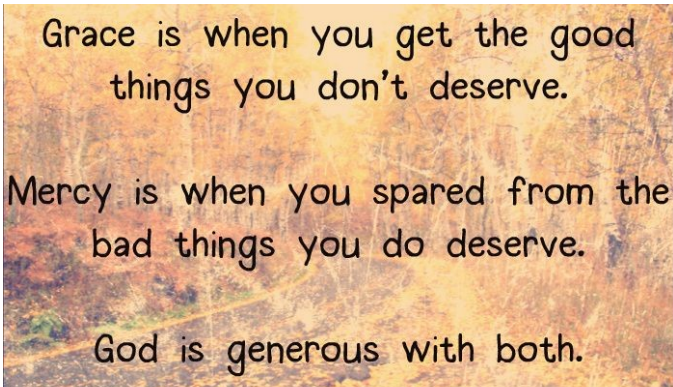 Grace is when you get the good
things you don't deserve.
Mercy is when you spared from the
bad things you do deserve.
God is generous with both.